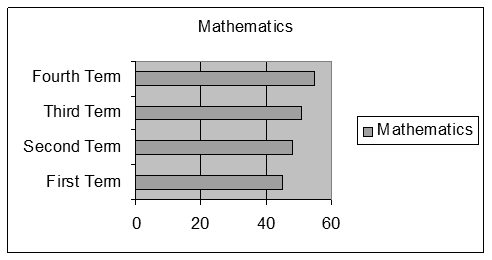 Mathematics
Fourth Term
Third Term
Second Term
First Term
0 20 40 60
Mathematics